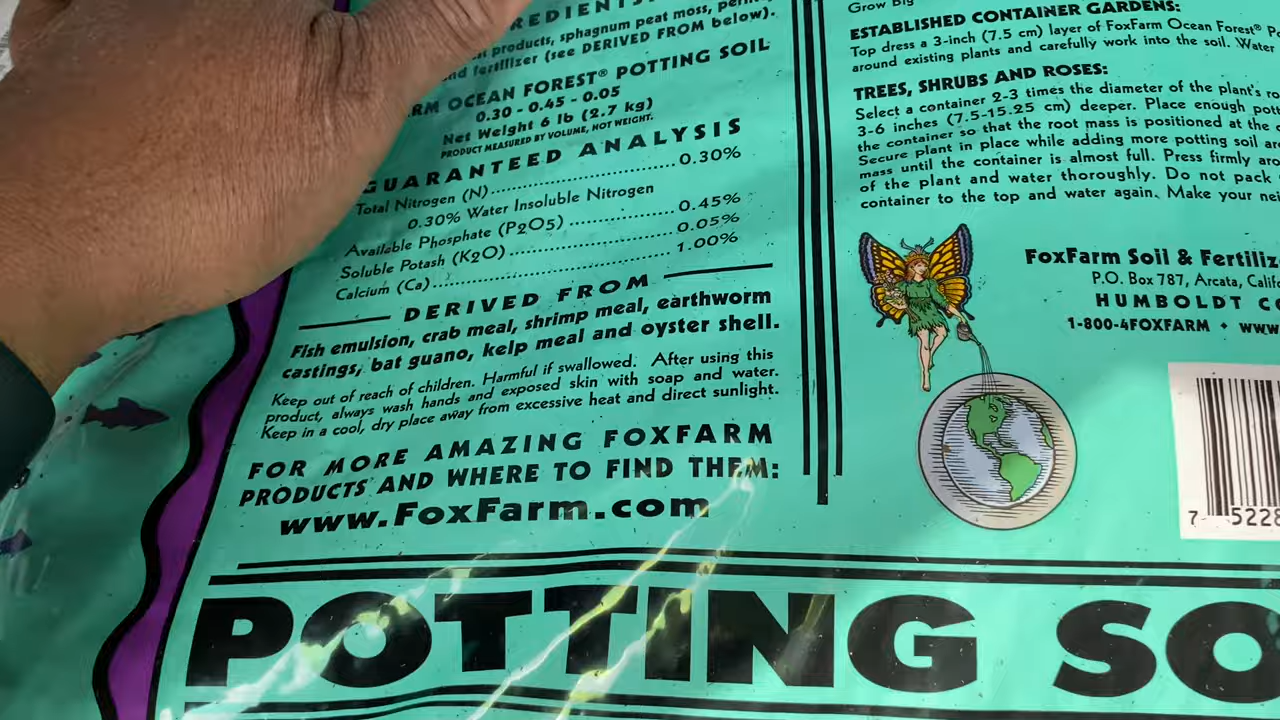 products, sphagnum peat moss,
fertilizer (see DERIVED FROM below).
OCEAN FOREST® POTTING SOIL
0.30 - 0.45 - 0.05
Net Weight 6 lb (2.7 kg)
PRODUCT MEASURED BY VOLUME, NOT WEIGHT.
GUARANTEED ANALYSIS
Total Nitrogen (N)..............................0.30%
0.30% Water Insoluble Nitrogen
Available Phosphate (P2O5) ..................0.45%
Soluble Potash (K2O) ............................0.05%
Calcium (Ca)..........................................1.00%
DERIVED FROM
Fish emulsion, crab meal, shrimp meal, earthworm
castings, bat guano, kelp meal and oyster shell.
Keep out of reach of children. Harmful if swallowed. After using this
product, always wash hands and exposed skin with soap and water.
Keep in a cool, dry place away from excessive heat and direct sunlight.
FOR MORE AMAZING FOXFARM
PRODUCTS AND WHERE TO FIND THEM:
www.FoxFarm.com
Grow Big
ESTABLISHED CONTAINER GARDENS:
Top dress a 3-inch (7.5 cm) layer of FoxFarm Ocean Forest®
around existing plants and carefully work into the soil. Water
TREES, SHRUBS AND ROSES:
Select a container 2-3 times the diameter of the plant's
3-6 inches (7.5-15.25 cm) deeper. Place enough
the container so that the root mass is positioned at the
Secure plant in place while adding more potting soil
mass until the container is almost full. Press firmly
of the plant and water thoroughly. Do not pack
container to the top and water again. Make your
FoxFarm Soil &
P.O. Box 787, Arcata,
HUMBOLDT
1-800-4FOXFARM •
7 5228
POTTING SO